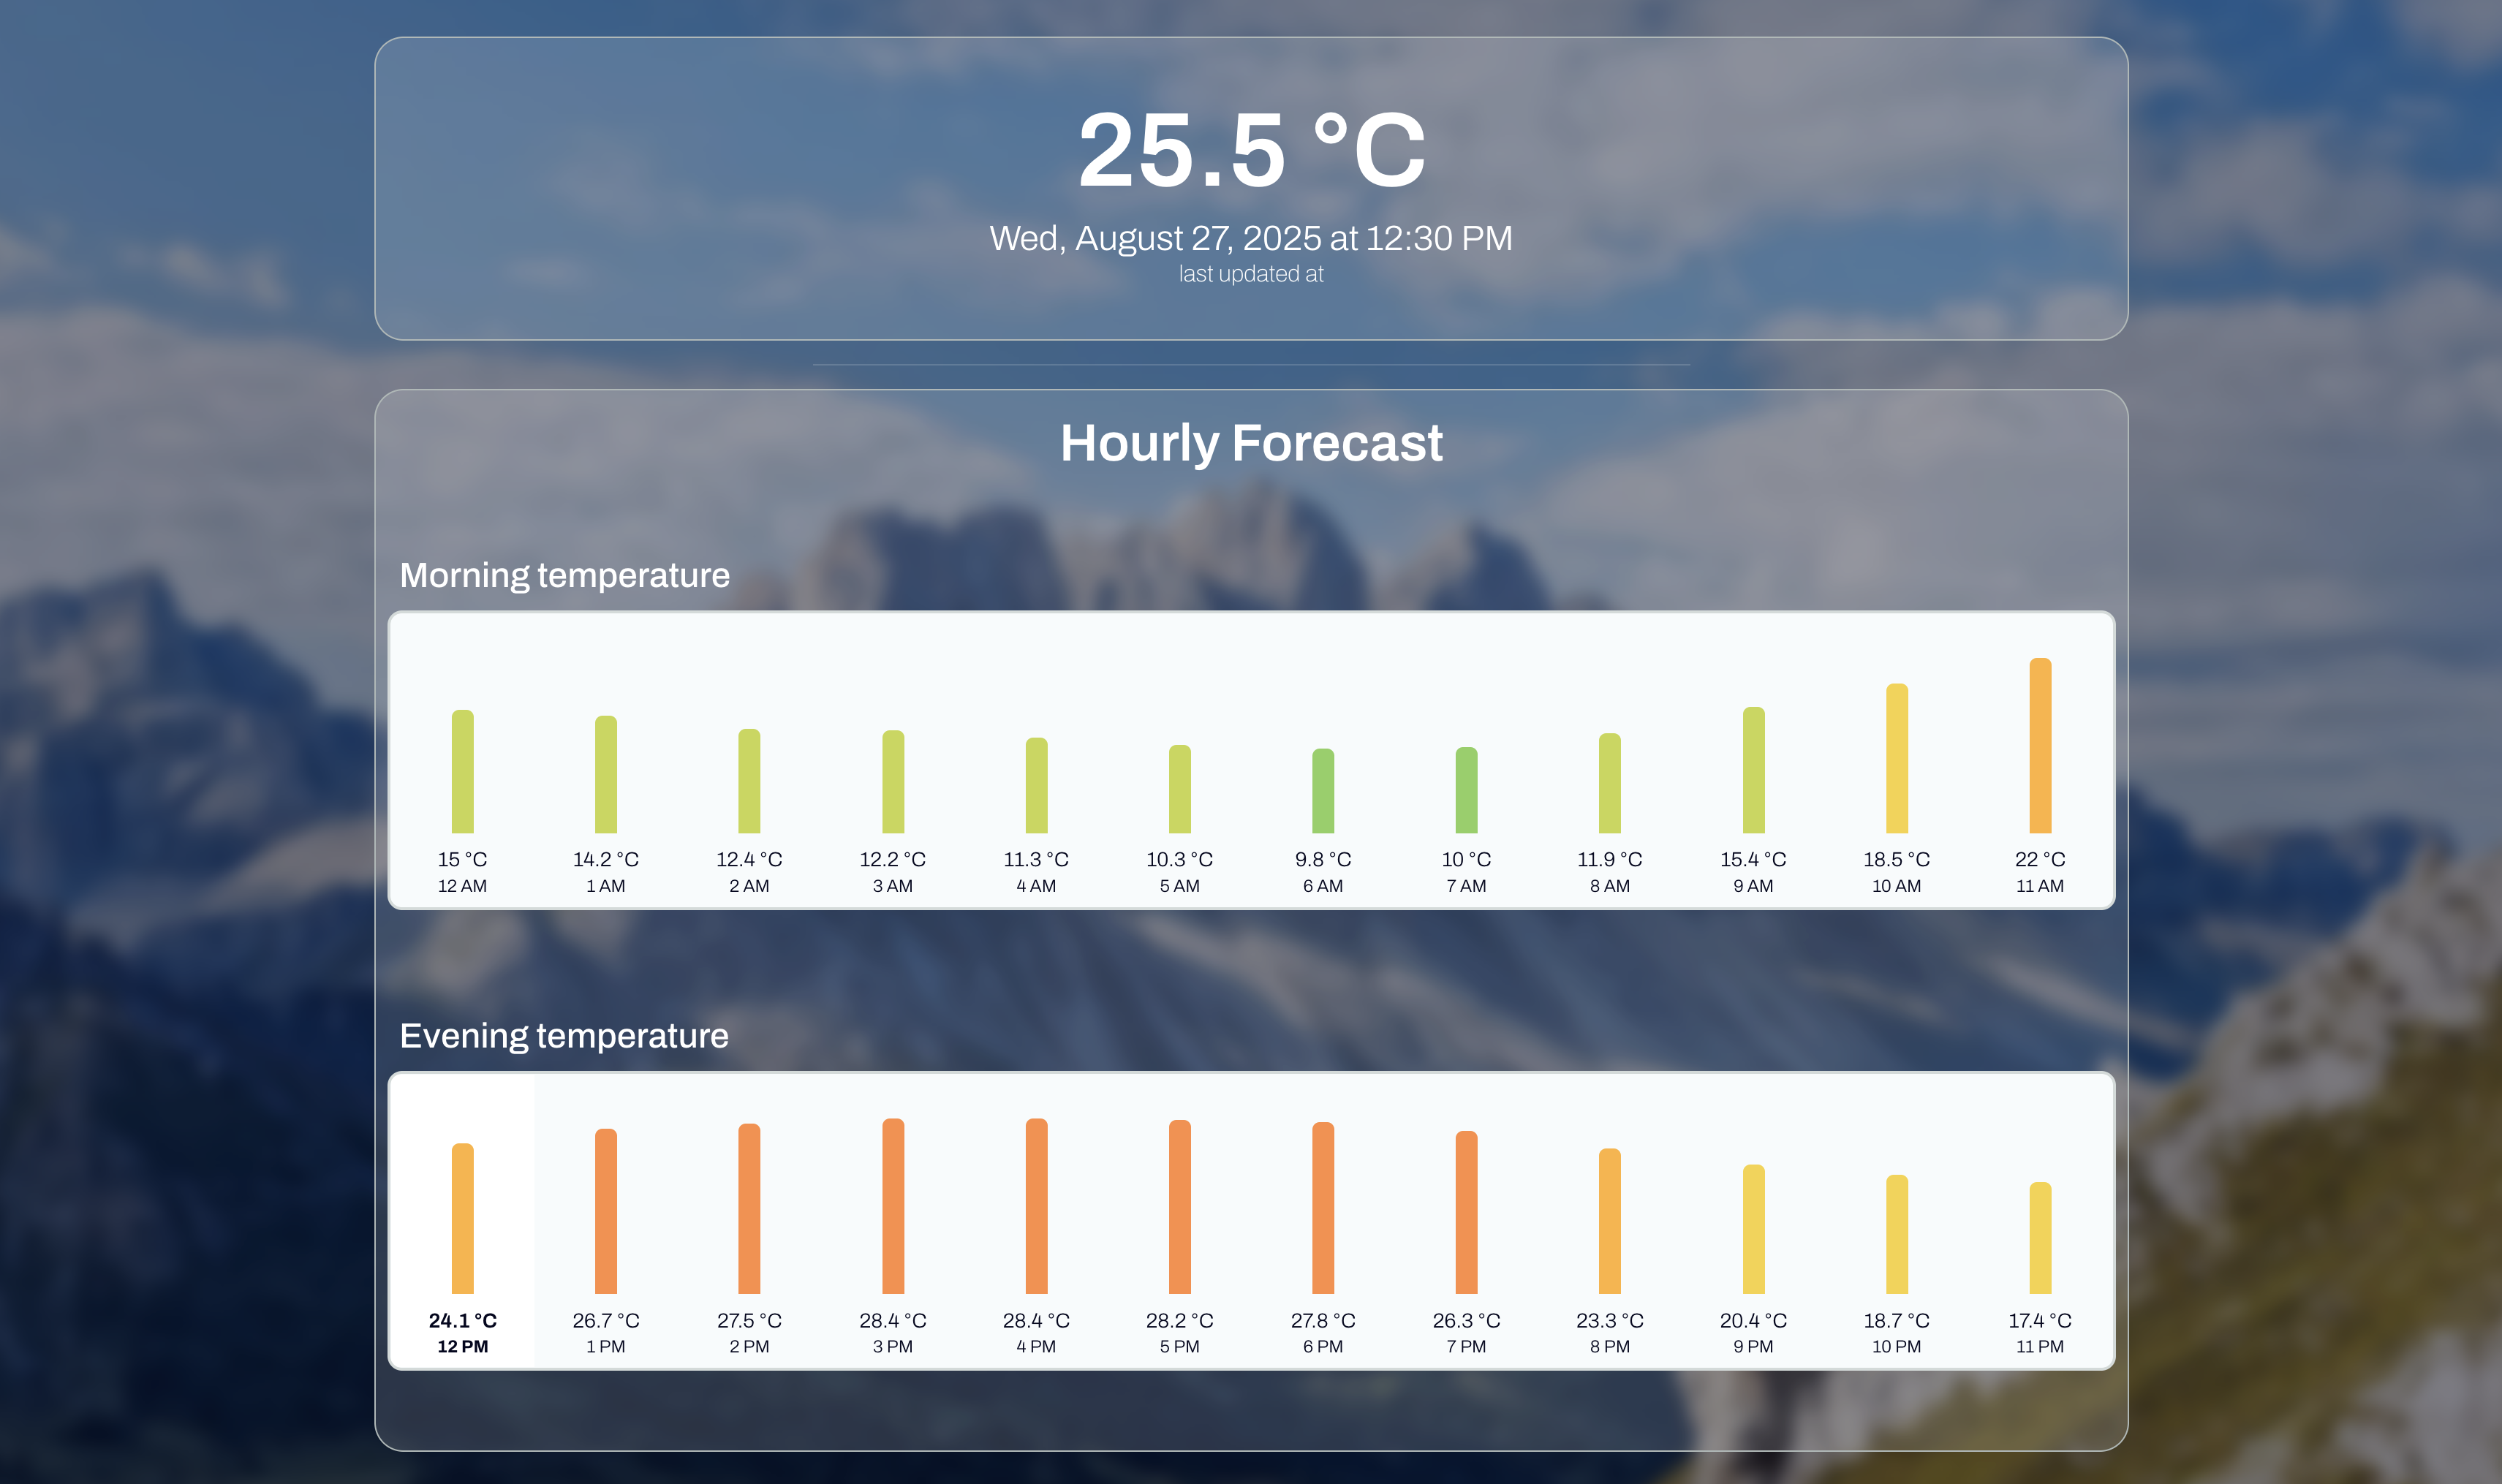 25.5 °C
Wed, August 27, 2025 at 12:30 PM
last updated at
Hourly Forecast
Morning temperature
15 °C 14.2 °C 12.4 °C 12.2 °C 11.3 °C 10.3 °C 9.8 °C 10 °C 11.9 °C 15.4 °C 18.5 °C 22 °C
12 AM 1 AM 2 AM 3 AM 4 AM 5 AM 6 AM 7 AM 8 AM 9 AM 10 AM 11 AM
Evening temperature
24.1 °C 26.7 °C 27.5 °C 28.4 °C 28.4 °C 28.2 °C 27.8 °C 26.3 °C 23.3 °C 20.4 °C 18.7 °C 17.4 °C
12 PM 1 PM 2 PM 3 PM 4 PM 5 PM 6 PM 7 PM 8 PM 9 PM 10 PM 11 PM